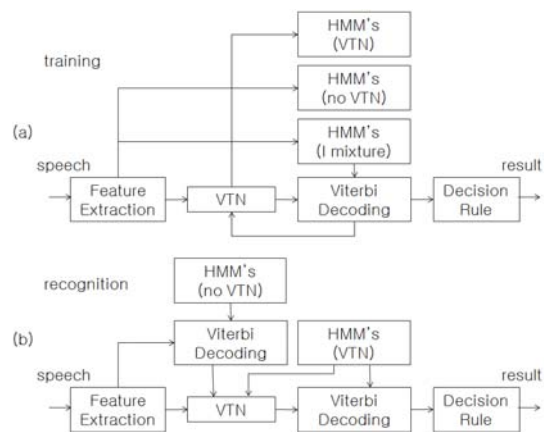 HMM's
(VTN)
training
HMM's
(no VTN)
(a)
HMM's
(I mixture)
speech
result
Feature
Extraction
VTN
Viterbi
Decoding
Decision
Rule
recognition
HMM's
(no VTN)
(b)
Viterbi
Decoding
HMM's
(VTN)
speech
result
Feature
Extraction
VTN
Viterbi
Decoding
Decision
Rule